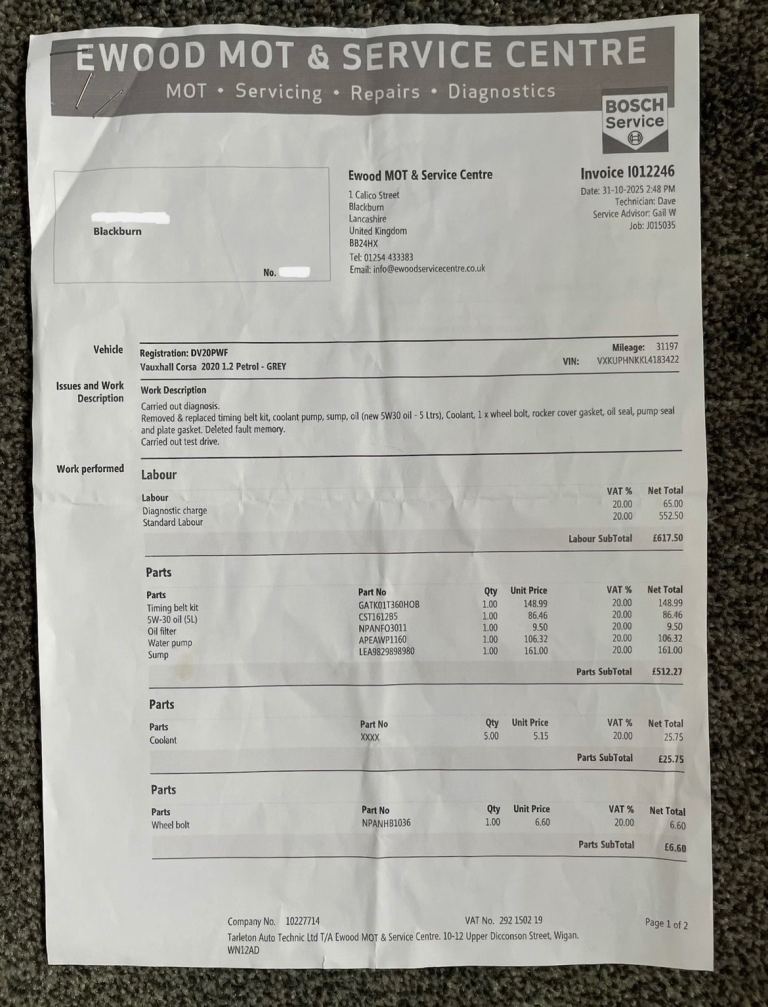 EWOOD MOT & SERVICE CENTRE
MOT • Servicing • Repairs • Diagnostics
BOSCH
Service
Blackburn
No.
Ewood MOT & Service Centre
1 Calico Street
Blackburn
Lancashire
United Kingdom
BB24HX
Tel: 01254 433383
Email: info@ewoodservicecentre.co.uk
Invoice I012246
Date: 31-10-2025 2:48 PM
Technician: Dave
Service Advisor: Gail W
Job: J015035
Vehicle
Registration: DV20PWF
Mileage: 31197
Vauxhall Corsa 2020 1.2 Petrol - GREY
VIN: VXKUPHNKKL4183422
Issues and Work
Description
Work Description
Carried out diagnosis.
Removed & replaced timing belt kit, coolant pump, sump, oil (new 5W30 oil - 5 Ltrs), Coolant, 1 x wheel bolt, rocker cover gasket, oil seal, pump seal
and plate gasket. Deleted fault memory.
Carried out test drive.
Work performed
Labour
Labour VAT % Net Total
Diagnostic charge 20.00 65.00
Standard Labour 20.00 552.50
Labour SubTotal £617.50
Parts
Parts Part No Qty Unit Price VAT % Net Total
Timing belt kit GATK01T360HOB 1.00 148.99 20.00 148.99
5W-30 oil (5L) CST1612B5 1.00 86.46 20.00 86.46
Oil filter NPANFO3011 1.00 9.50 20.00 9.50
Water pump APEAWP1160 1.00 106.32 20.00 106.32
Sump LEA9829898980 1.00 161.00 20.00 161.00
Parts SubTotal £512.27
Parts
Parts Part No Qty Unit Price VAT % Net Total
Coolant XXXX 5.00 5.15 20.00 25.75
Parts SubTotal £25.75
Parts
Parts Part No Qty Unit Price VAT % Net Total
Wheel bolt NPANHB1036 1.00 6.60 20.00 6.60
Parts SubTotal £6.60
Company No. 10227714 VAT No. 292 1502 19 Page 1 of 2
Tarleton Auto Technic Ltd T/A Ewood MOT & Service Centre. 10-12 Upper Dicconson Street, Wigan.
WN12AD